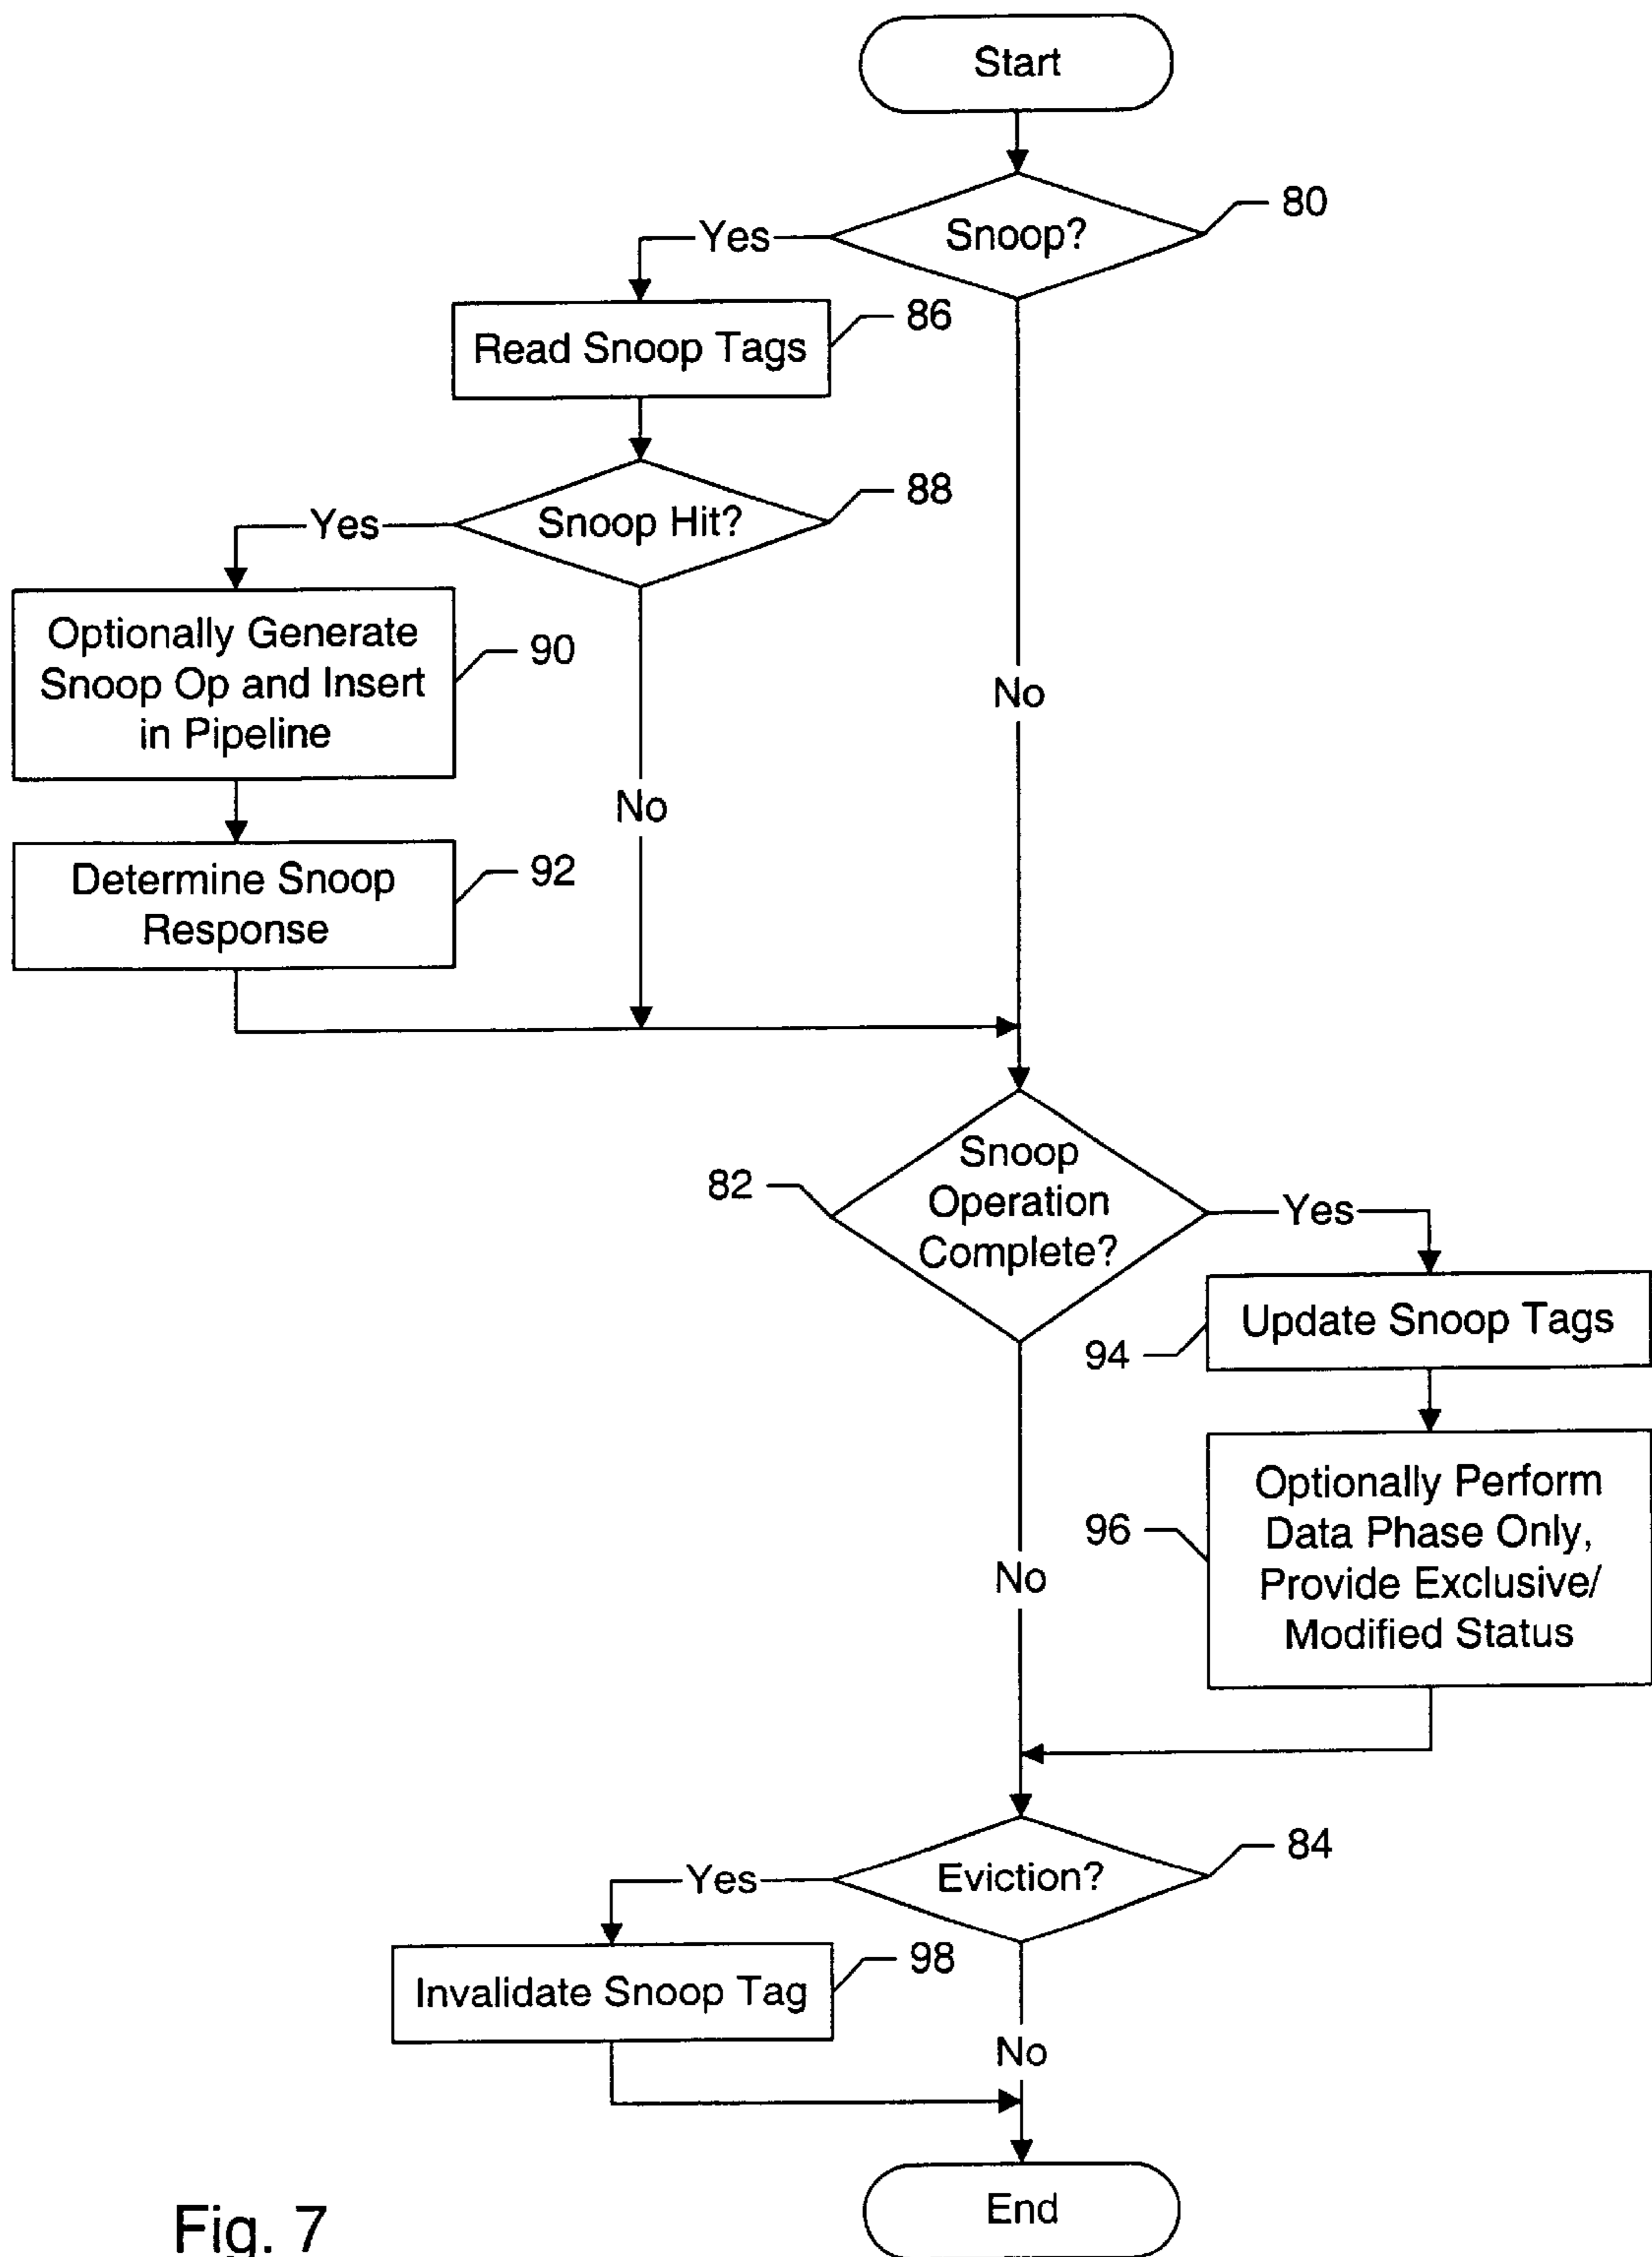 Start
Snoop?
80
Yes
Read Snoop Tags
86
Snoop Hit?
88
Yes
Optionally Generate
Snoop Op and Insert
in Pipeline
90
No
No
Determine Snoop
Response
92
Snoop
Operation
Complete?
82
Yes
Update Snoop Tags
94
Optionally Perform
Data Phase Only,
Provide Exclusive/
Modified Status
96
No
Eviction?
84
Yes
Invalidate Snoop Tag
98
No
End
Fig. 7